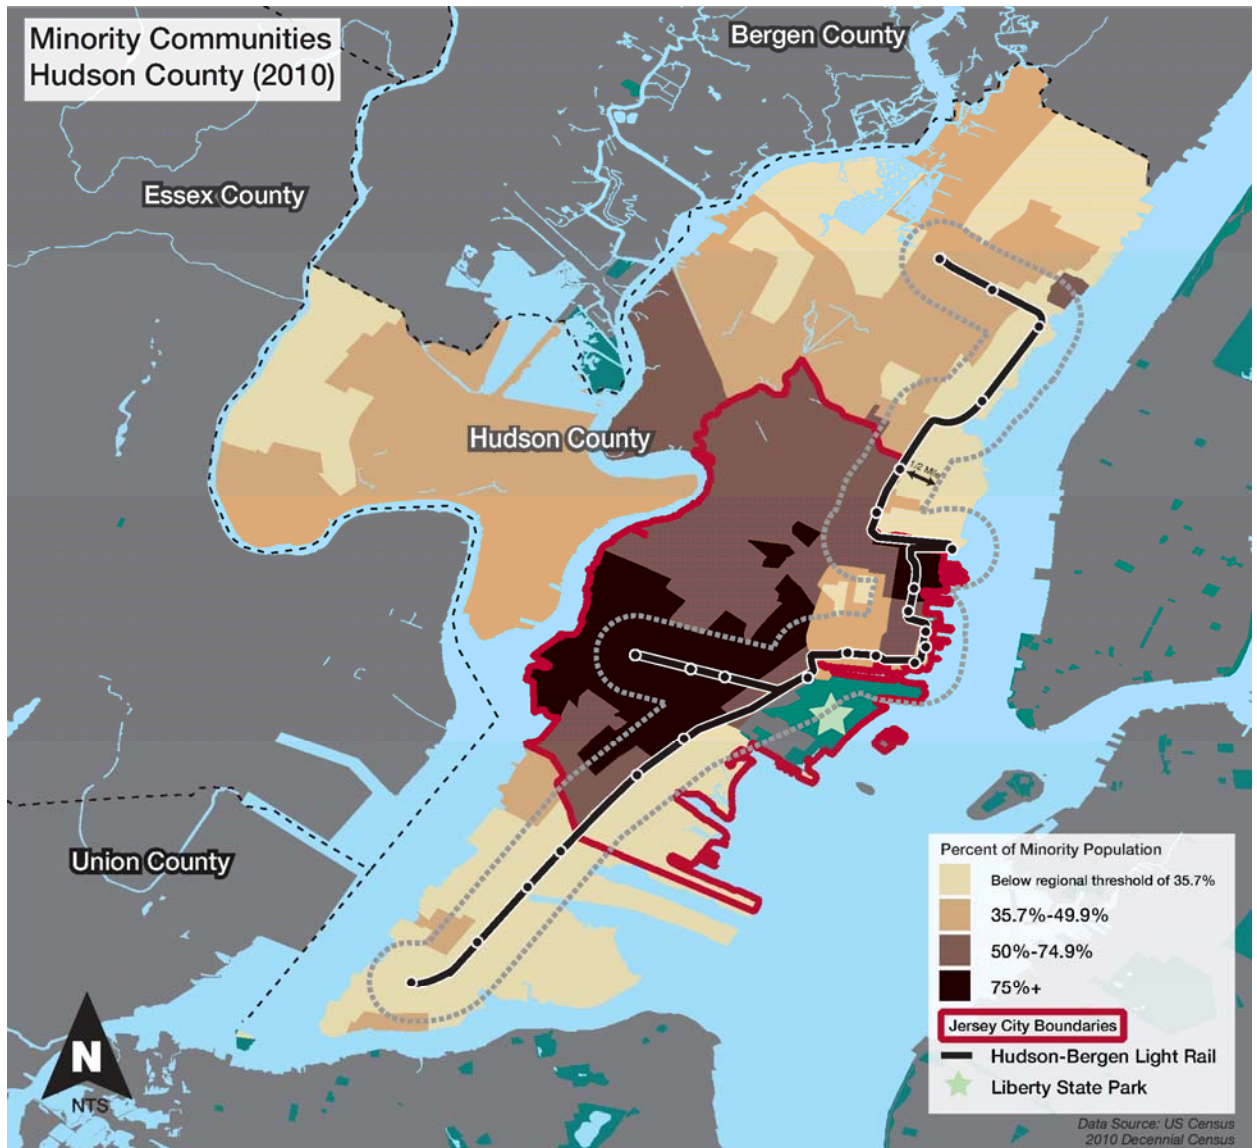 Minority Communities
Hudson County (2010)
Bergen County
Essex County
Hudson County
1/2 Mile
Union County
N
NTS
Percent of Minority Population
Below regional threshold of 35.7%
35.7%-49.9%
50%-74.9%
75%+
Jersey City Boundaries
Hudson-Bergen Light Rail
Liberty State Park
Data Source: US Census
2010 Decennial Census